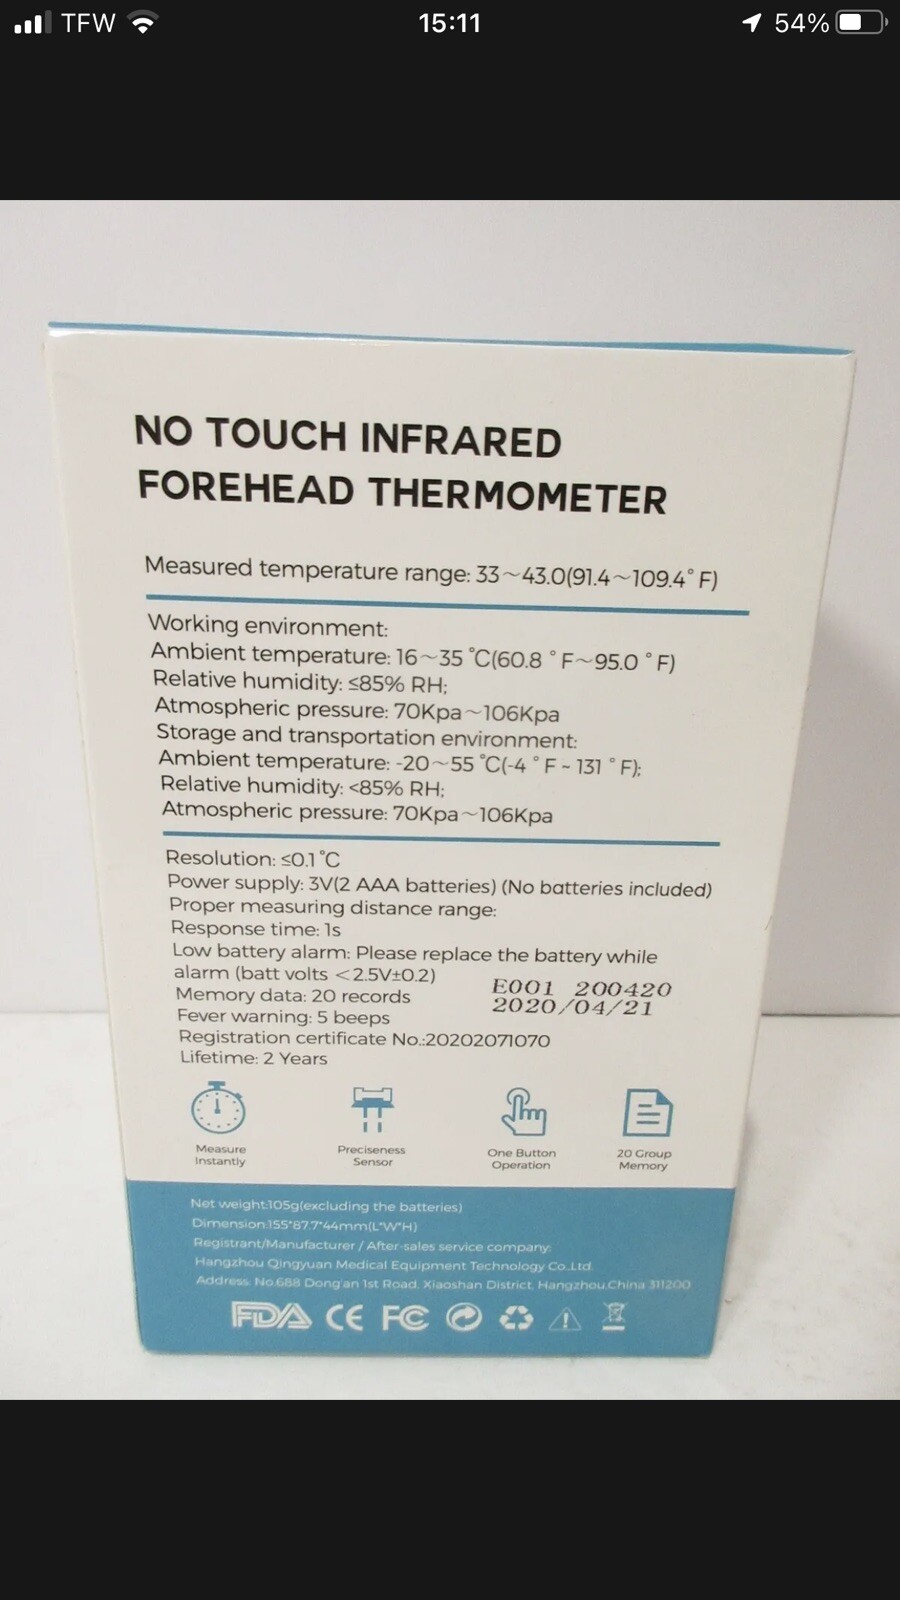 TFW
15:11
54%
NO TOUCH INFRARED
FOREHEAD THERMOMETER
Measured temperature range: 33~43.0(91.4~109.4°F)
Working environment:
Ambient temperature: 16~35 °C(60.8 °F~95.0 °F)
Relative humidity: ≤85% RH;
Atmospheric pressure: 70Kpa~106Kpa
Storage and transportation environment:
Ambient temperature: -20~55 °C(-4 °F~131 °F);
Relative humidity: <85% RH;
Atmospheric pressure: 70Kpa~106Kpa
Resolution: ≤0.1°C
Power supply: 3V(2 AAA batteries) (No batteries included)
Proper measuring distance range:
Response time: 1s
Low battery alarm: Please replace the battery while
alarm (batt volts <2.5V±0.2)
Memory data: 20 records
E001 200420
2020/04/21
Fever warning: 5 beeps
Registration certificate No.:20202071070
Lifetime: 2 Years
Measure
Instantly
Preciseness
Sensor
One Button
Operation
20 Group
Memory
Net weight:105g(excluding the batteries)
Dimension:155*87.7*44mm(L*W*H)
Registrant/Manufacturer / After-sales service company:
Hangzhou Qingyuan Medical Equipment Technology Co.,Ltd.
Address: No.688 Dong'an 1st Road, Xiaoshan District, Hangzhou,China 311200
FDA CE FC